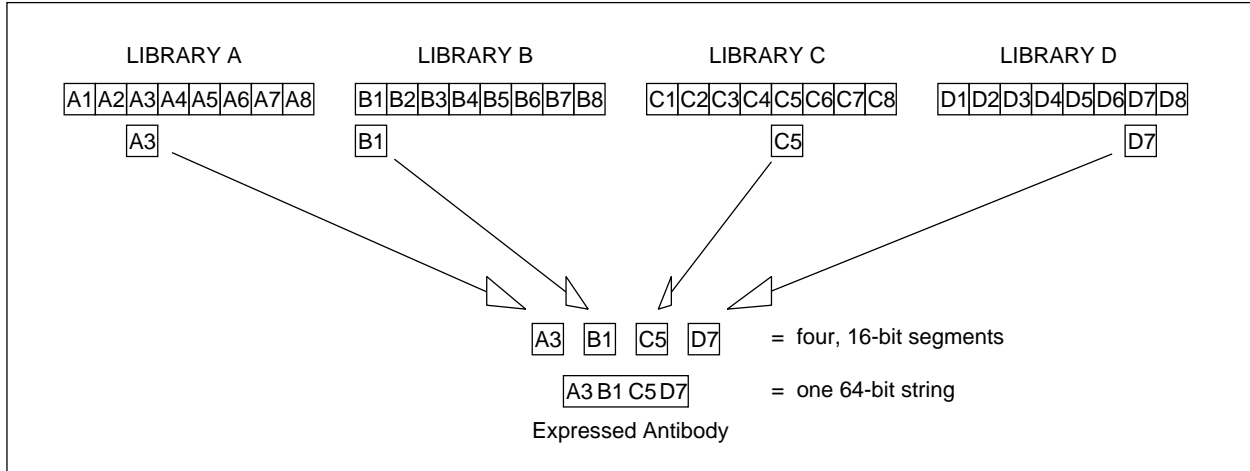 LIBRARY A LIBRARY B LIBRARY C LIBRARY D
A1 A2 A3 A4 A5 A6 A7 A8 B1 B2 B3 B4 B5 B6 B7 B8 C1 C2 C3 C4 C5 C6 C7 C8 D1 D2 D3 D4 D5 D6 D7 D8
A3 B1 C5 D7
A3 B1 C5 D7 = four, 16-bit segments
A3 B1 C5 D7 = one 64-bit string
Expressed Antibody